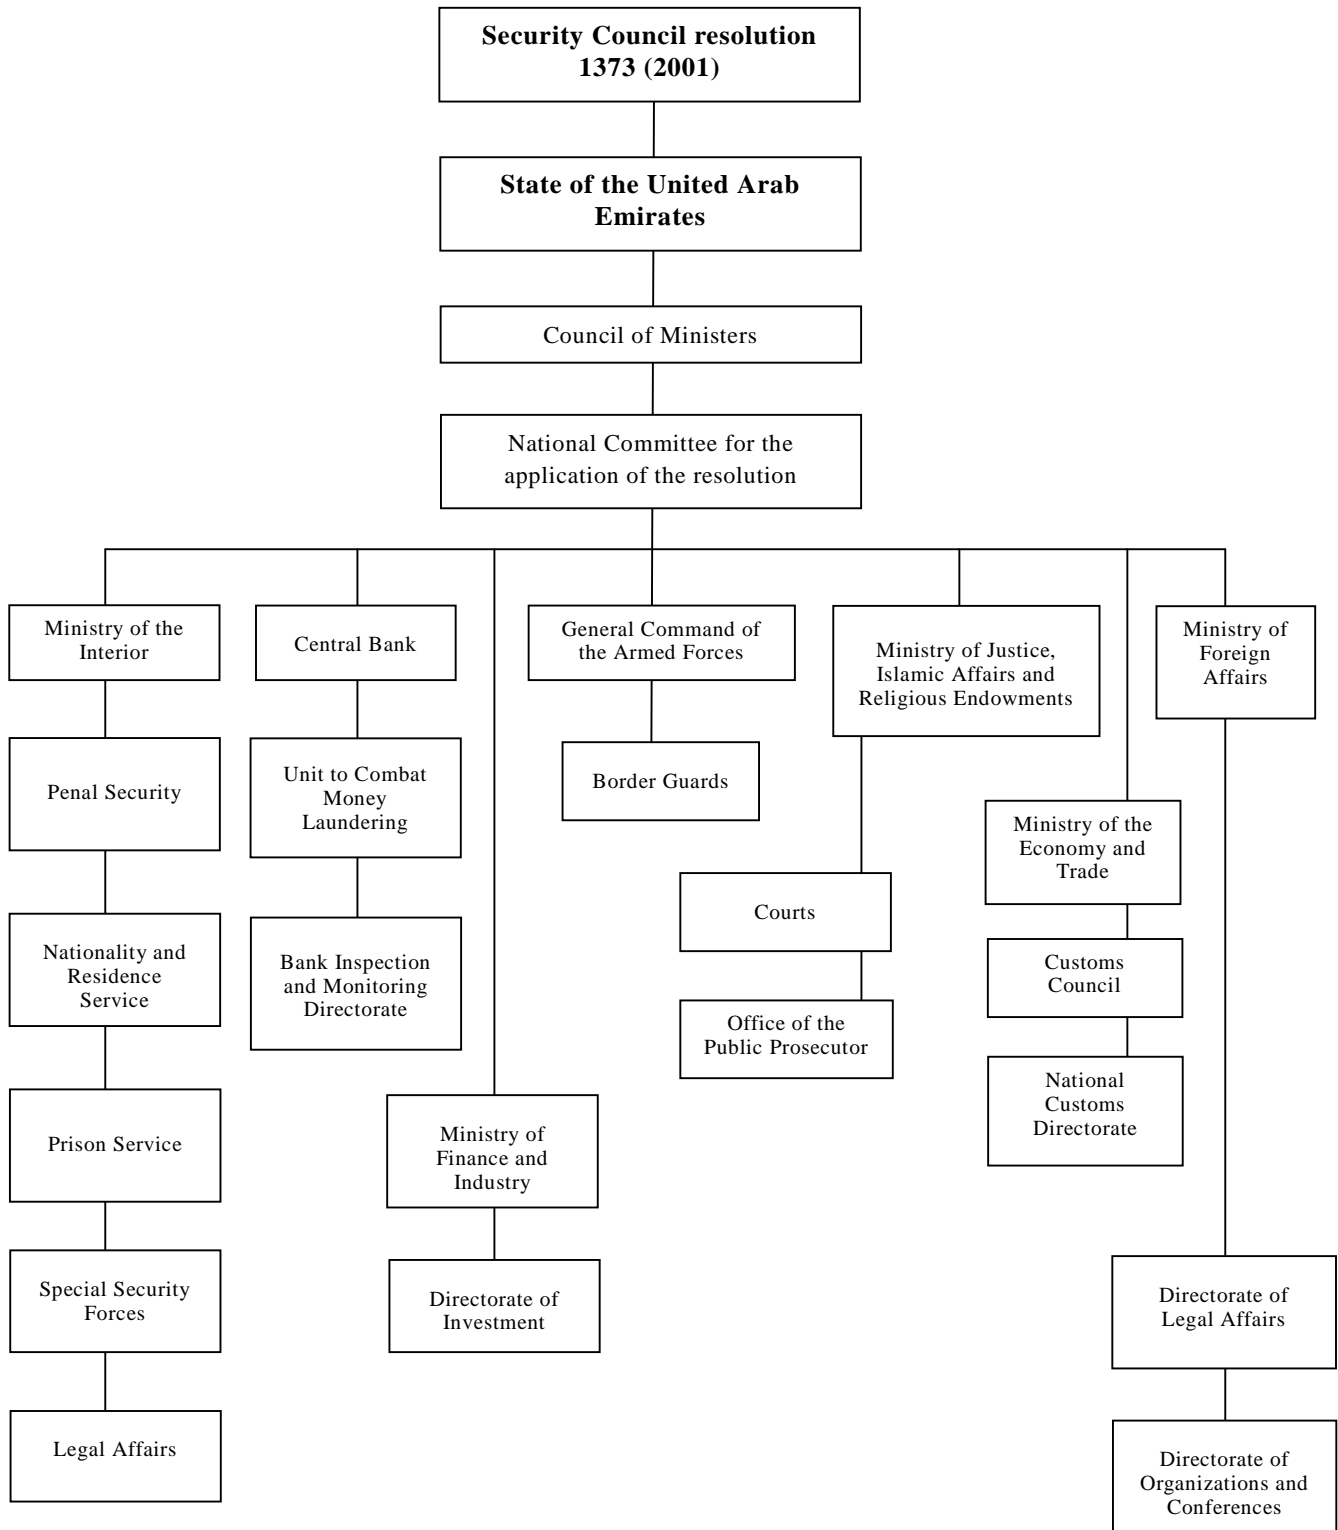 Security Council resolution
1373 (2001)
State of the United Arab
Emirates
Council of Ministers
National Committee for the
application of the resolution
Ministry of the
Interior
Penal Security
Nationality and
Residence
Service
Prison Service
Special Security
Forces
Legal Affairs
Central Bank
Unit to Combat
Money
Laundering
Bank Inspection
and Monitoring
Directorate
Ministry of
Finance and
Industry
Directorate of
Investment
General Command of
the Armed Forces
Border Guards
Ministry of Justice,
Islamic Affairs and
Religious Endowments
Courts
Office of the
Public Prosecutor
Ministry of the
Economy and
Trade
Customs
Council
National
Customs
Directorate
Ministry of
Foreign
Affairs
Directorate of
Legal Affairs
Directorate of
Organizations and
Conferences